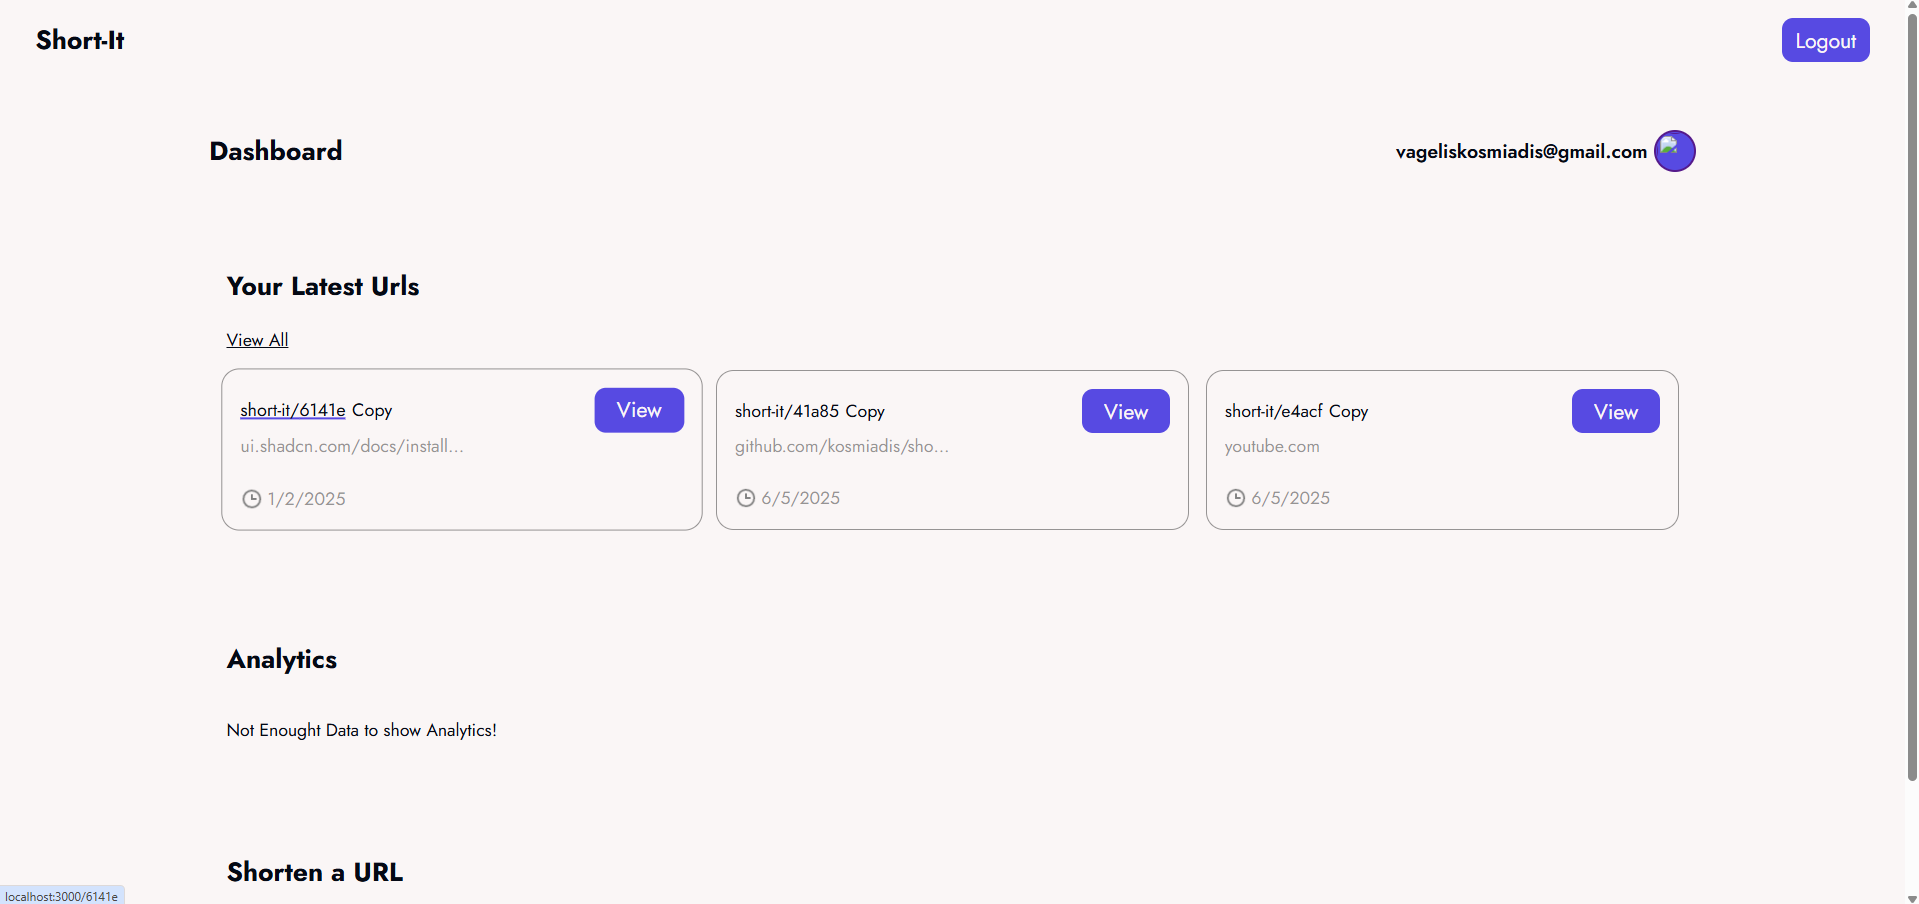 Short-It
Logout
Dashboard
vageliskosmiadis@gmail.com
Your Latest Urls
View All
short-it/6141e Copy
View
ui.shadcn.com/docs/install...
1/2/2025
short-it/41a85 Copy
View
github.com/kosmiadis/sho...
6/5/2025
short-it/e4acf Copy
View
youtube.com
6/5/2025
Analytics
Not Enought Data to show Analytics!
Shorten a URL
localhost:3000/6141e